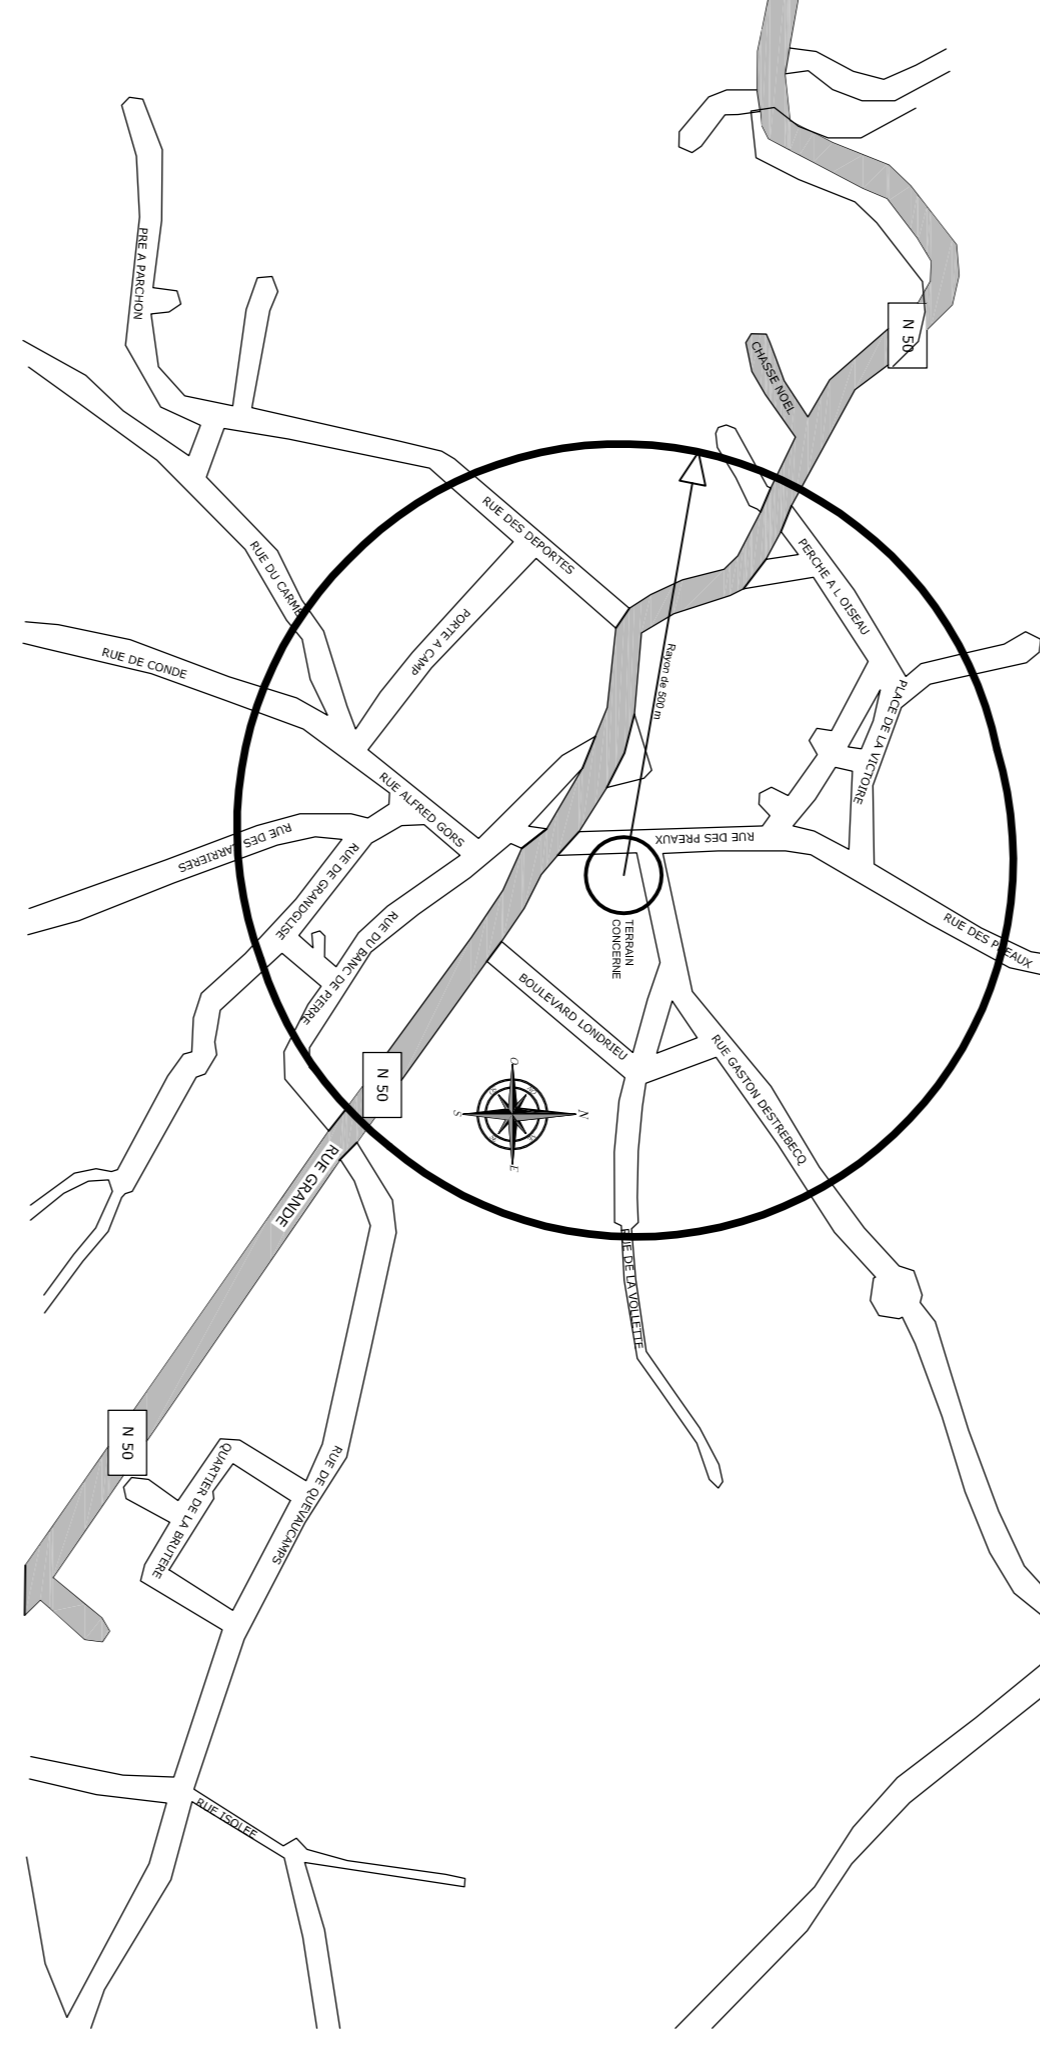 PRE A PARCHON
N 50
CHASSE NOEL
RUE DES DEPORTES
PERCHE A L OISEAU
RUE DU CARME
PORTE A CAMP
RUE DE CONDE
Rayon de 500 m
PLACE DE LA VICTOIRE
RUE ALFRED GORS
RUE DES CARRIERES
RUE DES PREAUX
RUE DE GRANDGLISE
RUE DU BANC DE PIERRE
TERRAIN
CONCERNE
RUE DES PREAUX
BOULEVARD LONDRIEU
RUE GASTON DESTREBECQ
N 50
O
S
N
E
RUE GRANDE
RUE DE LA VOLLETTE
N 50
QUARTIER DE LA BRUTERE
RUE DE QUEVAUCAMPS
RUE ISOLEE